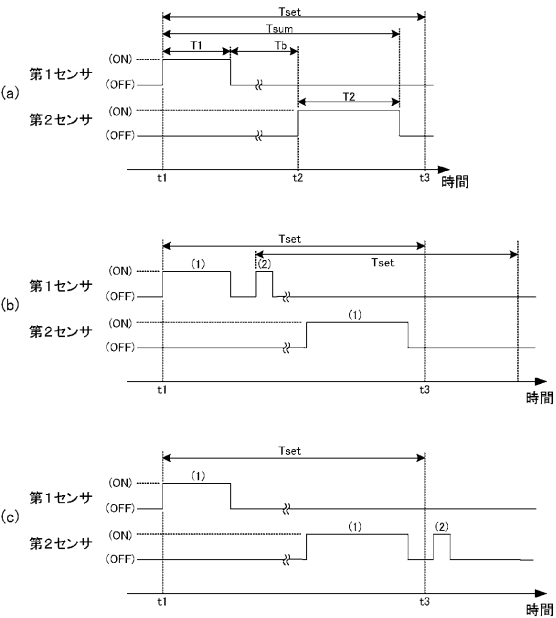 (a)
Tset
Tsum
T1
Tb
第1センサ
(ON)
(OFF)
T2
第2センサ
(ON)
(OFF)
t1
t2
t3
時間
(b)
Tset
Tset
第1センサ
(ON)
(OFF)
(1)
(2)
第2センサ
(ON)
(OFF)
(1)
t1
t3
時間
(c)
Tset
第1センサ
(ON)
(OFF)
(1)
第2センサ
(ON)
(OFF)
(1)
(2)
t1
t3
時間